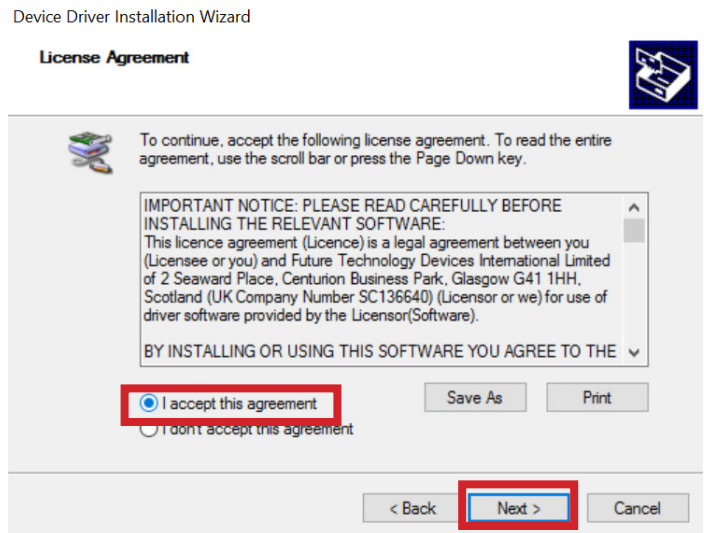 Device Driver Installation Wizard
License Agreement
To continue, accept the following license agreement. To read the entire
agreement, use the scroll bar or press the Page Down key.
IMPORTANT NOTICE: PLEASE READ CAREFULLY BEFORE
INSTALLING THE RELEVANT SOFTWARE:
This licence agreement (Licence) is a legal agreement between you
(Licensee or you) and Future Technology Devices International Limited
of 2 Seaward Place, Centurion Business Park, Glasgow G41 1HH,
Scotland (UK Company Number SC136640) (Licensor or we) for use of
driver software provided by the Licensor(Software).
BY INSTALLING OR USING THIS SOFTWARE YOU AGREE TO THE
I accept this agreement
Save As
Print
I don't accept this agreement
< Back
Next >
Cancel